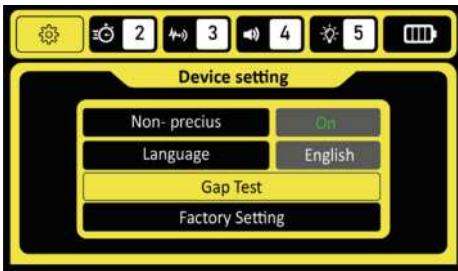 2 3 4 5
Device setting
Non- precius On
Language English
Gap Test
Factory Setting